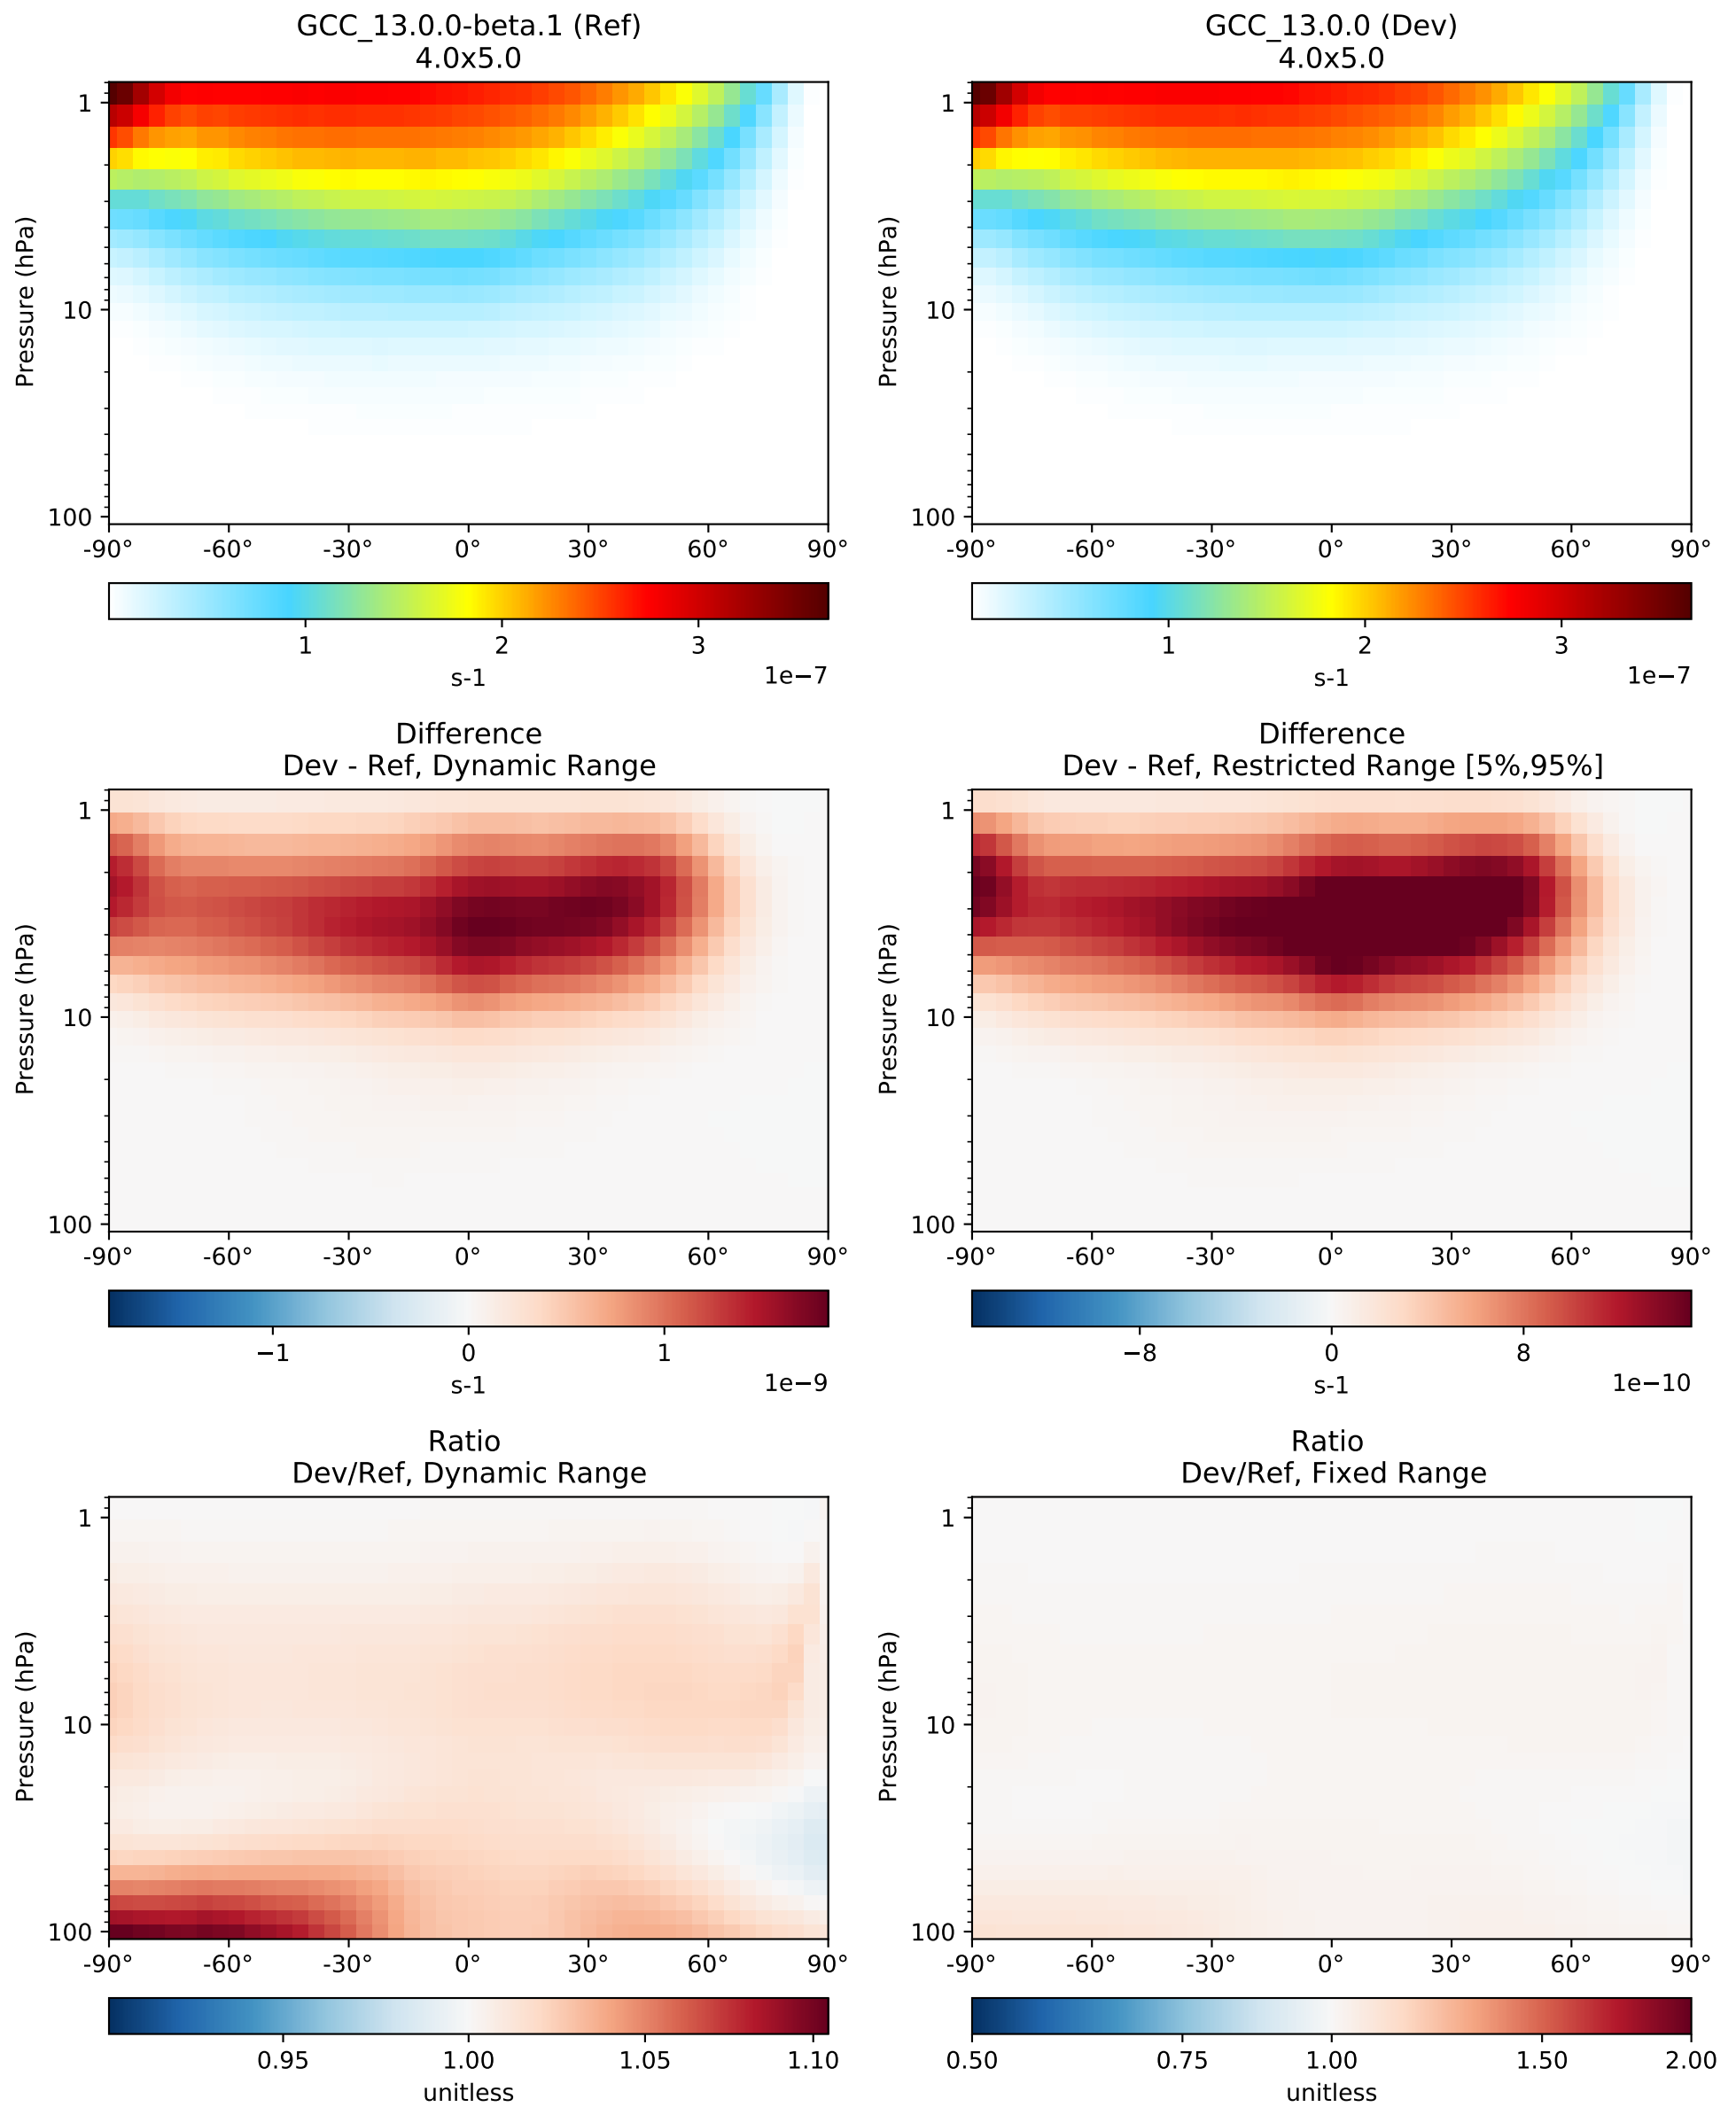 GCC_13.0.0-beta.1 (Ref)
4.0x5.0
Pressure (hPa)
1
10
100
-90° -60° -30° 0° 30° 60° 90°
1 2 3
s-1
1e−7
GCC_13.0.0 (Dev)
4.0x5.0
Pressure (hPa)
1
10
100
-90° -60° -30° 0° 30° 60° 90°
1 2 3
s-1
1e−7
Difference
Dev - Ref, Dynamic Range
Pressure (hPa)
1
10
100
-90° -60° -30° 0° 30° 60° 90°
−1 0 1
s-1
1e−9
Difference
Dev - Ref, Restricted Range [5%,95%]
Pressure (hPa)
1
10
100
-90° -60° -30° 0° 30° 60° 90°
−8 0 8
s-1
1e−10
Ratio
Dev/Ref, Dynamic Range
Pressure (hPa)
1
10
100
-90° -60° -30° 0° 30° 60° 90°
0.95 1.00 1.05 1.10
unitless
Ratio
Dev/Ref, Fixed Range
Pressure (hPa)
1
10
100
-90° -60° -30° 0° 30° 60° 90°
0.50 0.75 1.00 1.50 2.00
unitless